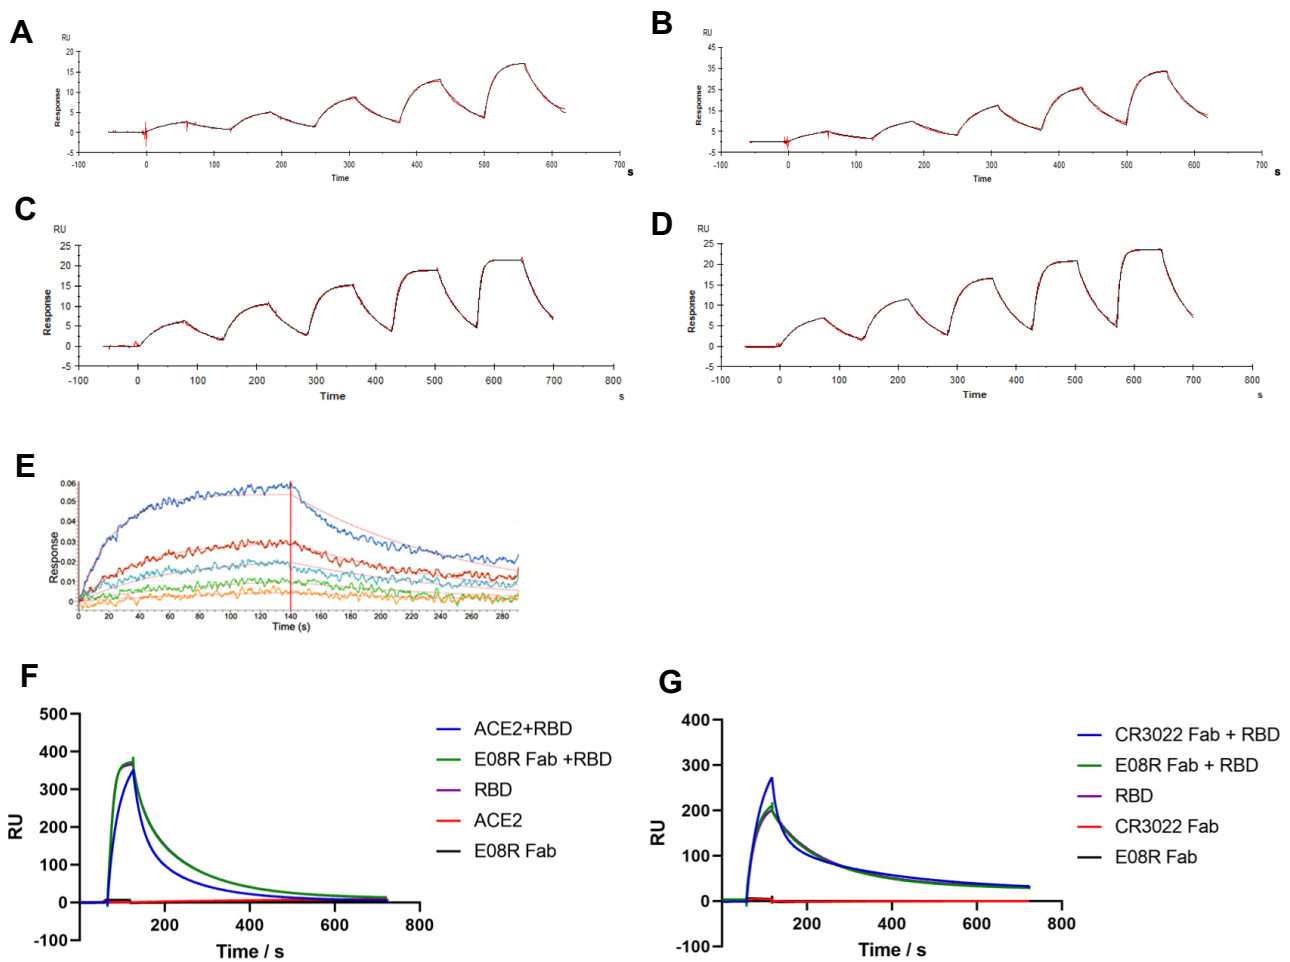 A
RU
20
15
10
5
0
-5
Response
-100 0 100 200 300 400 500 600 700
s
Time
B
RU
45
35
25
15
5
-5
Response
-100 0 100 200 300 400 500 600 700
s
Time
C
RU
25
20
15
10
5
0
-5
Response
-100 0 100 200 300 400 500 600 700 800
Time
s
D
RU
25
20
15
10
5
0
-5
Response
-100 0 100 200 300 400 500 600 700 800
Time
s
E
0.06
0.05
0.04
0.03
0.02
0.01
0
Response
0 20 40 60 80 100 120 140 160 180 200 220 240 260 280
Time (s)
F
500
400
300
200
100
0
-100
RU
200 400 600 800
Time / s
ACE2+RBD
E08R Fab +RBD
RBD
ACE2
E08R Fab
G
400
300
200
100
0
-100
RU
200 400 600 800
Time / s
CR3022 Fab + RBD
E08R Fab + RBD
RBD
CR3022 Fab
E08R Fab